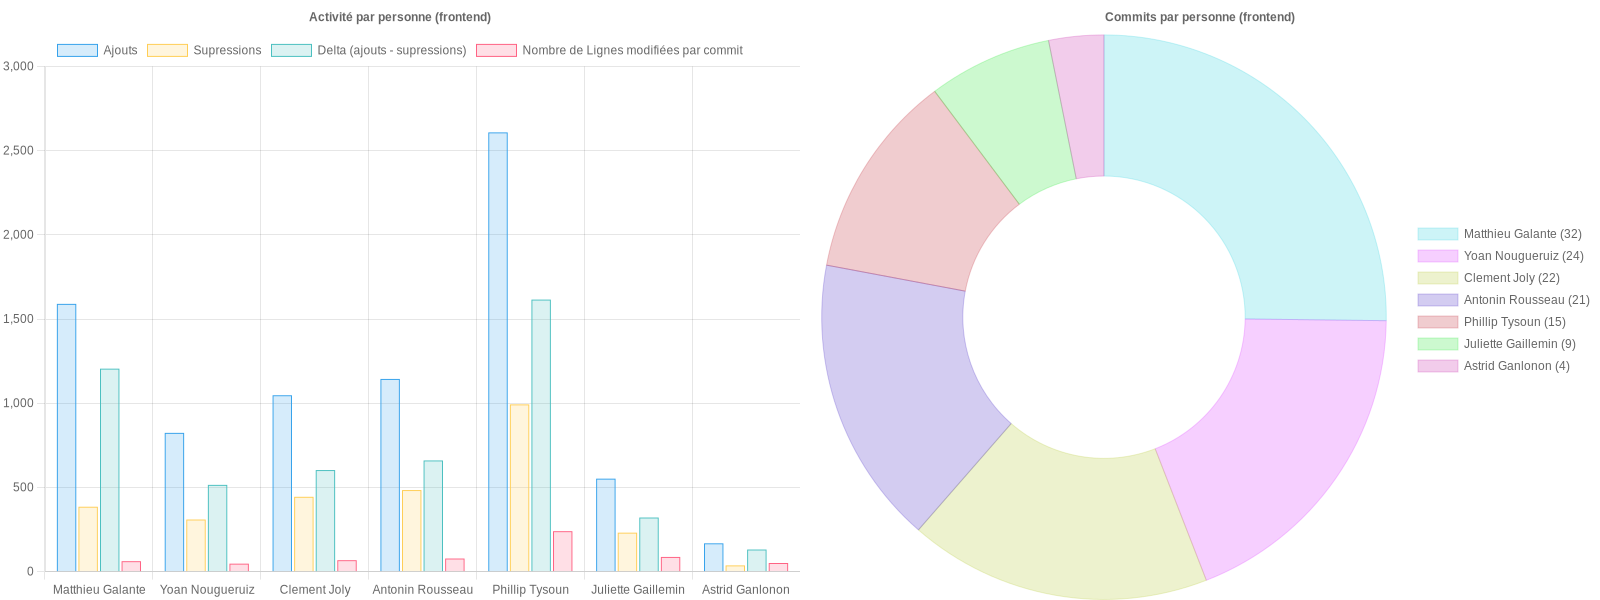 Activité par personne (frontend)
Ajouts Supressions Delta (ajouts - supressions) Nombre de Lignes modifiées par commit
3,000
2,500
2,000
1,500
1,000
500
0
Matthieu Galante Yoan Nougueruiz Clement Joly Antonin Rousseau Phillip Tysoun Juliette Gaillemin Astrid Ganlonon
Commits par personne (frontend)
Matthieu Galante (32)
Yoan Nougueruiz (24)
Clement Joly (22)
Antonin Rousseau (21)
Phillip Tysoun (15)
Juliette Gaillemin (9)
Astrid Ganlonon (4)